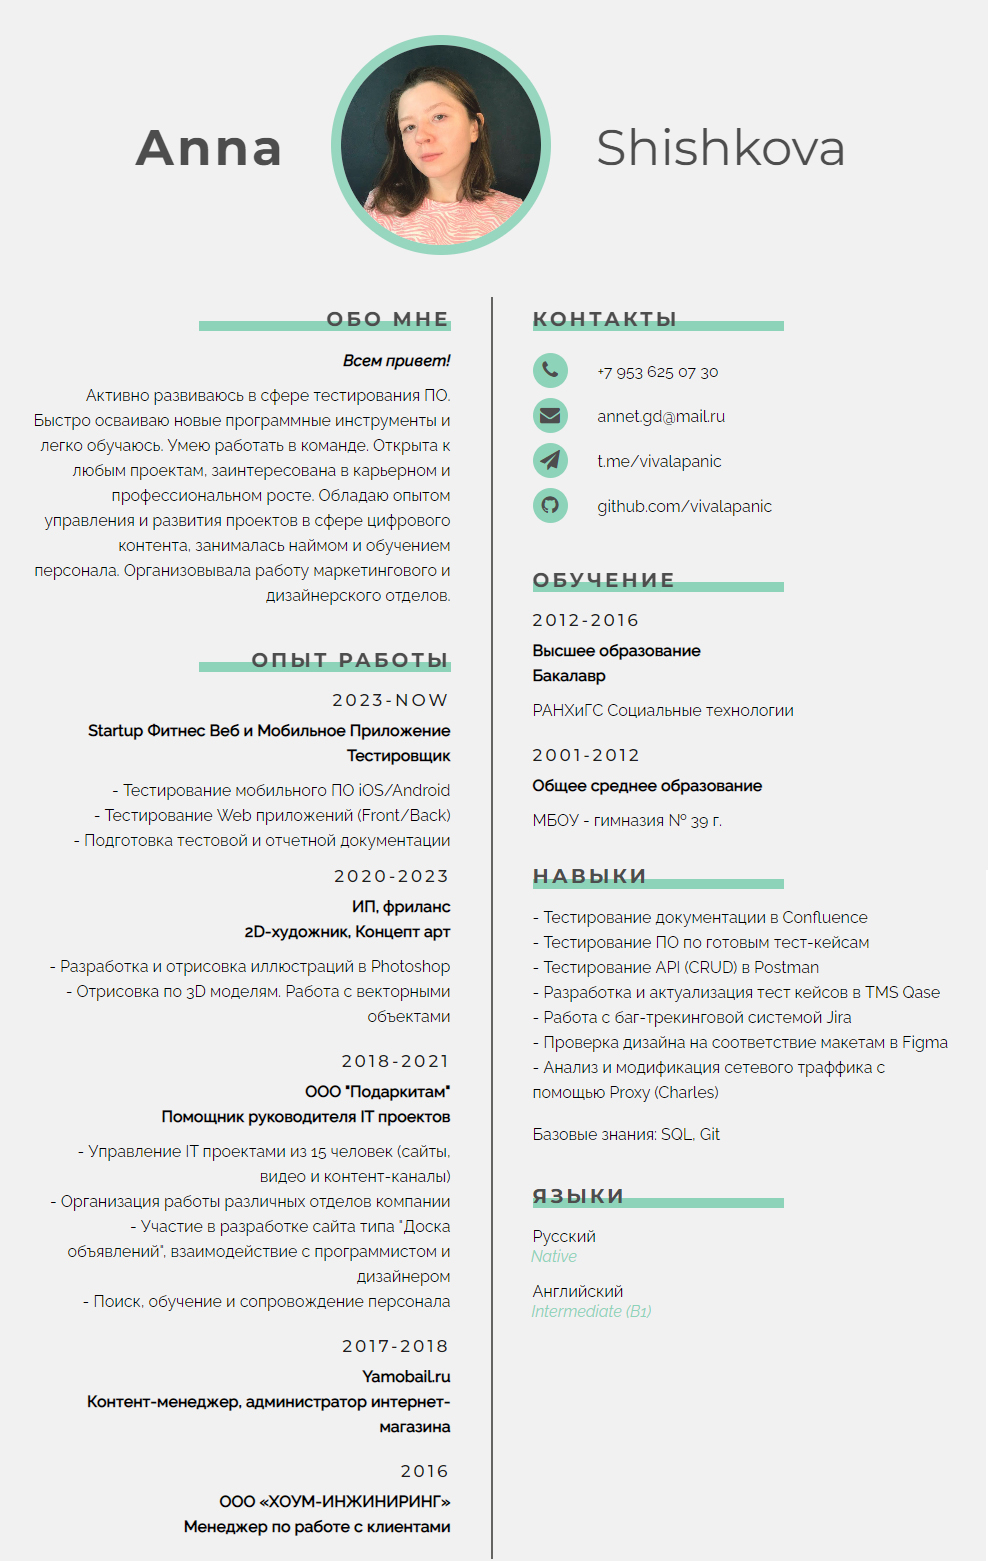 Anna
Shishkova
ОБО МНЕ
Всем привет!
Активно развиваюсь в сфере тестирования ПО.
Быстро осваиваю новые программные инструменты и
легко обучаюсь. Умею работать в команде. Открыта к
любым проектам, заинтересована в карьерном и
профессиональном росте. Обладаю опытом
управления и развития проектов в сфере цифрового
контента, занималась наймом и обучением
персонала. Организовывала работу маркетингового и
дизайнерского отделов.
ОПЫТ РАБОТЫ
2023-NOW
Startup Фитнес Веб и Мобильное Приложение
Тестировщик
- Тестирование мобильного ПО iOS/Android
- Тестирование Web приложений (Front/Back)
- Подготовка тестовой и отчетной документации
2020-2023
ИП, фриланс
2D-художник, Концепт арт
- Разработка и отрисовка иллюстраций в Photoshop
- Отрисовка по 3D моделям. Работа с векторными
объектами
2018-2021
ООО "Подаркитам"
Помощник руководителя IT проектов
- Управление IT проектами из 15 человек (сайты,
видео и контент-каналы)
- Организация работы различных отделов компании
- Участие в разработке сайта типа "Доска
объявлений", взаимодействие с программистом и
дизайнером
- Поиск, обучение и сопровождение персонала
2017-2018
Yamobail.ru
Контент-менеджер, администратор интернет-
магазина
2016
ООО «ХОУМ-ИНЖИНИРИНГ»
Менеджер по работе с клиентами
КОНТАКТЫ
+7 953 625 07 30
annet.gd@mail.ru
t.me/vivalapanic
github.com/vivalapanic
ОБУЧЕНИЕ
2012-2016
Высшее образование
Бакалавр
РАНХиГС Социальные технологии
2001-2012
Общее среднее образование
МБОУ - гимназия № 39 г.
НАВЫКИ
- Тестирование документации в Confluence
- Тестирование ПО по готовым тест-кейсам
- Тестирование API (CRUD) в Postman
- Разработка и актуализация тест кейсов в TMS Qase
- Работа с баг-трекинговой системой Jira
- Проверка дизайна на соответствие макетам в Figma
- Анализ и модификация сетевого траффика с
помощью Proxy (Charles)
Базовые знания: SQL, Git
ЯЗЫКИ
Русский
Native
Английский
Intermediate (B1)